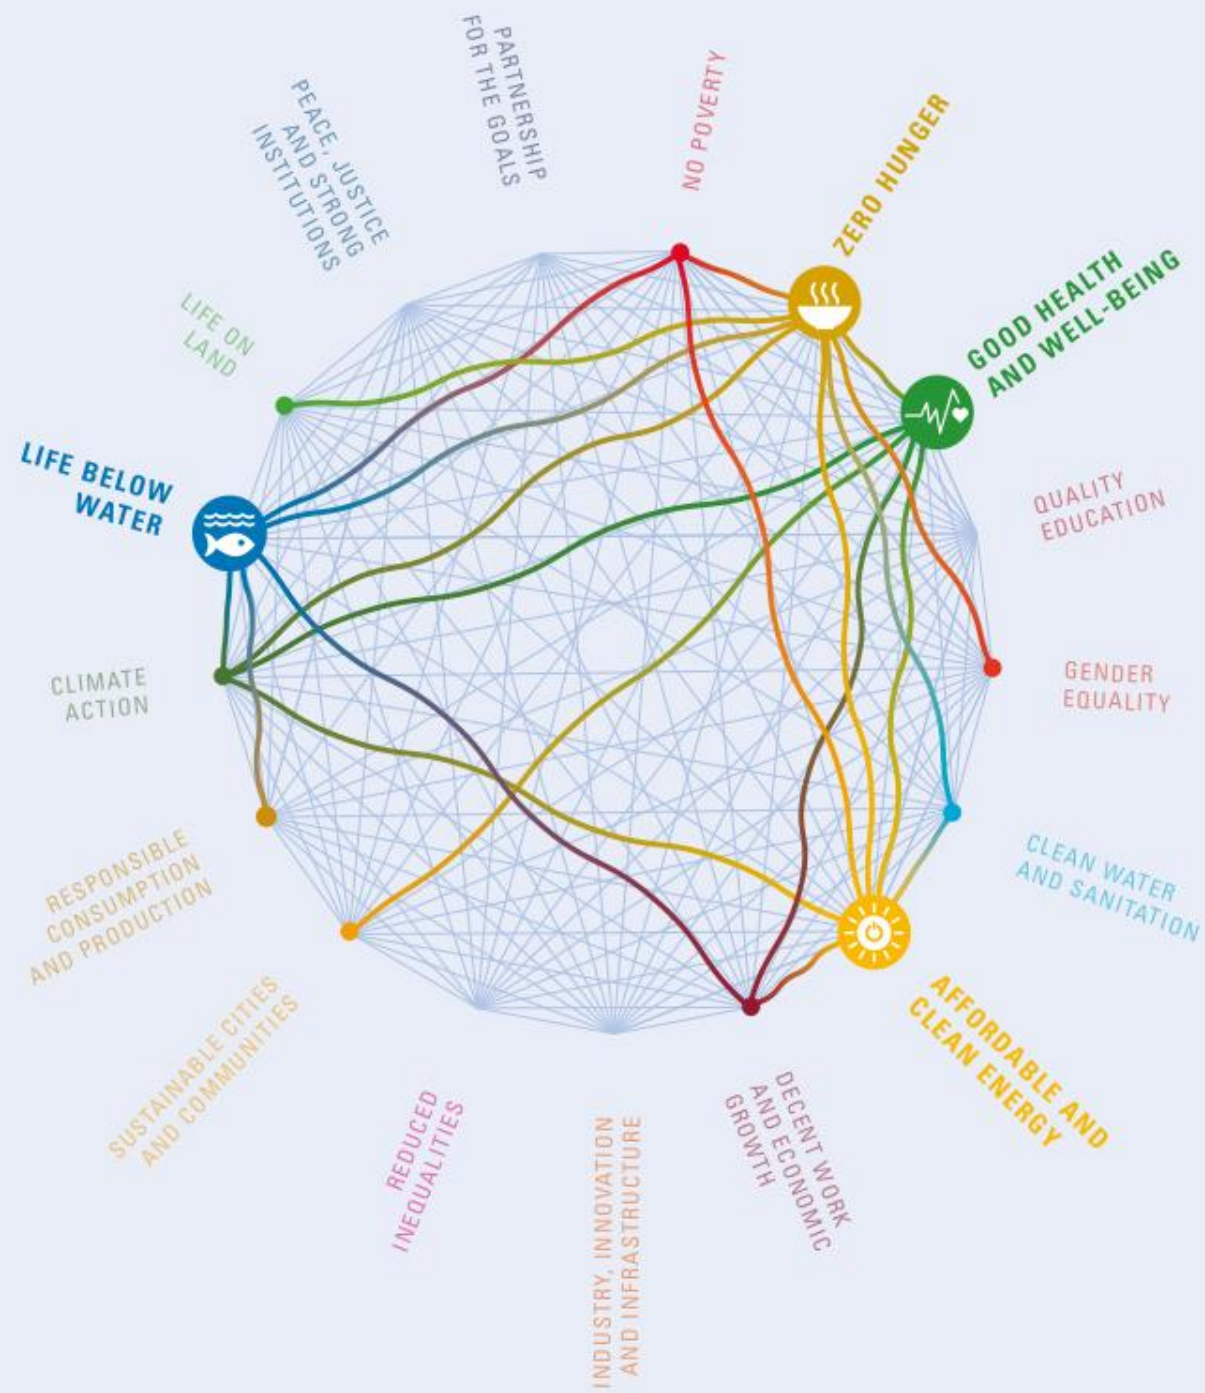 PARTNERSHIP
FOR THE GOALS
NO POVERTY
ZERO HUNGER
GOOD HEALTH
AND WELL-BEING
QUALITY
EDUCATION
GENDER
EQUALITY
CLEAN WATER
AND SANITATION
AFFORDABLE AND
CLEAN ENERGY
DECENT WORK
AND ECONOMIC
GROWTH
INDUSTRY, INNOVATION
AND INFRASTRUCTURE
REDUCED
INEQUALITIES
SUSTAINABLE CITIES
AND COMMUNITIES
RESPONSIBLE
CONSUMPTION
AND PRODUCTION
CLIMATE
ACTION
LIFE BELOW
WATER
LIFE ON
LAND
PEACE, JUSTICE
AND STRONG
INSTITUTIONS